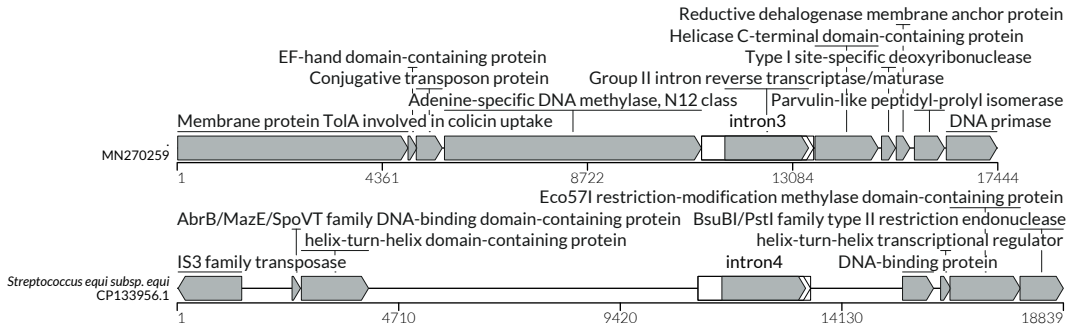 Reductive dehalogenase membrane anchor protein
Helicase C-terminal domain-containing protein
EF-hand domain-containing protein
Type I site-specific deoxyribonuclease
Conjugative transposon protein
Group II intron reverse transcriptase/maturase
Adenine-specific DNA methylase, N12 class
Parvulin-like peptidyl-prolyl isomerase
Membrane protein TolA involved in colicin uptake
intron3
DNA primase
MN270259
1 4361 8722 13084 17444
Eco57I restriction-modification methylase domain-containing protein
AbrB/MazE/SpoVT family DNA-binding domain-containing protein
BsuBI/PstI family type II restriction endonuclease
helix-turn-helix domain-containing protein
helix-turn-helix transcriptional regulator
IS3 family transposase
intron4
DNA-binding protein
Streptococcus equi subsp. equi
CP133956.1
1 4710 9420 14130 18839